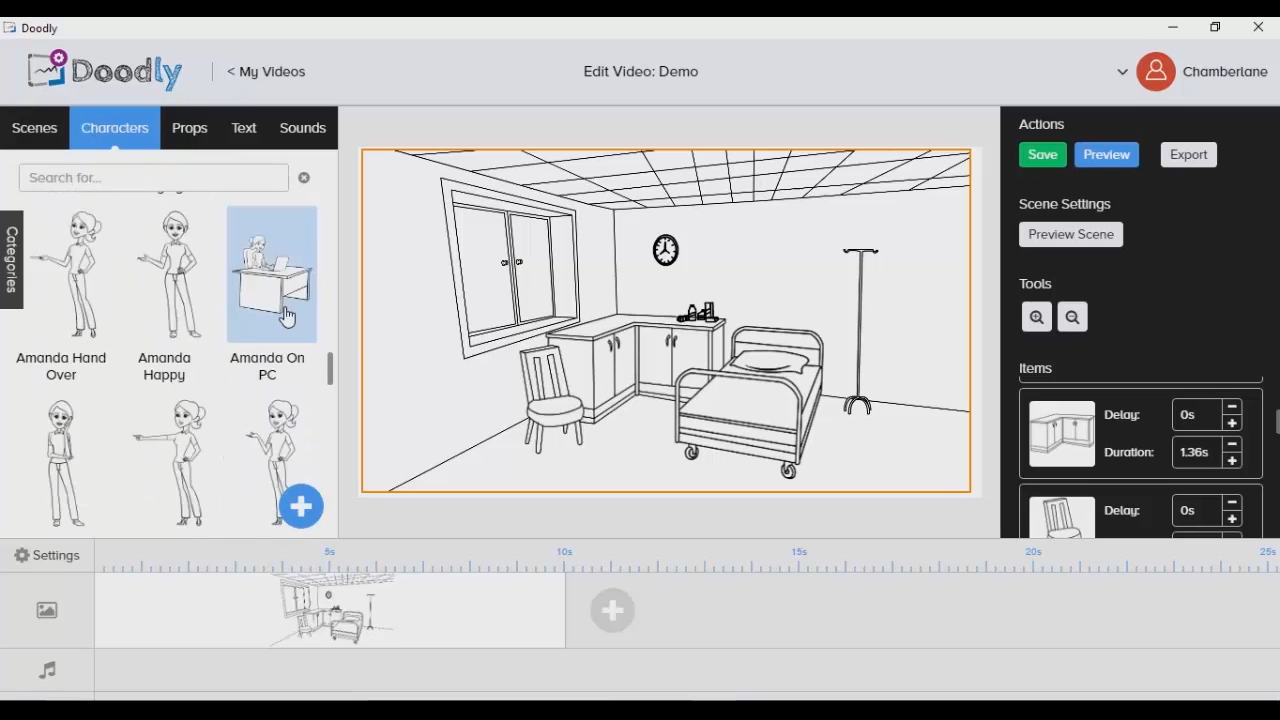 Doodly
Doodly
< My Videos
Edit Video: Demo
Chamberlane
Scenes
Characters
Props
Text
Sounds
Search for...
Categories
Amanda Hand
Over
Amanda
Happy
Amanda On
PC
Actions
Save
Preview
Export
Scene Settings
Preview Scene
Tools
Items
Delay:
0s
Duration:
1.36s
Delay:
0s
Settings
5s
10s
15s
20s
25s